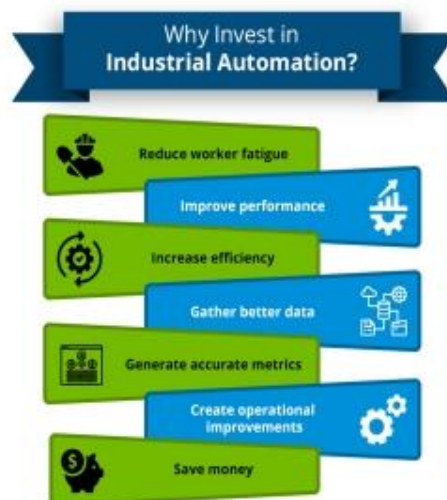 Why Invest in
Industrial Automation?
Reduce worker fatigue
Improve performance
Increase efficiency
Gather better data
Generate accurate metrics
Create operational
improvements
$
Save money